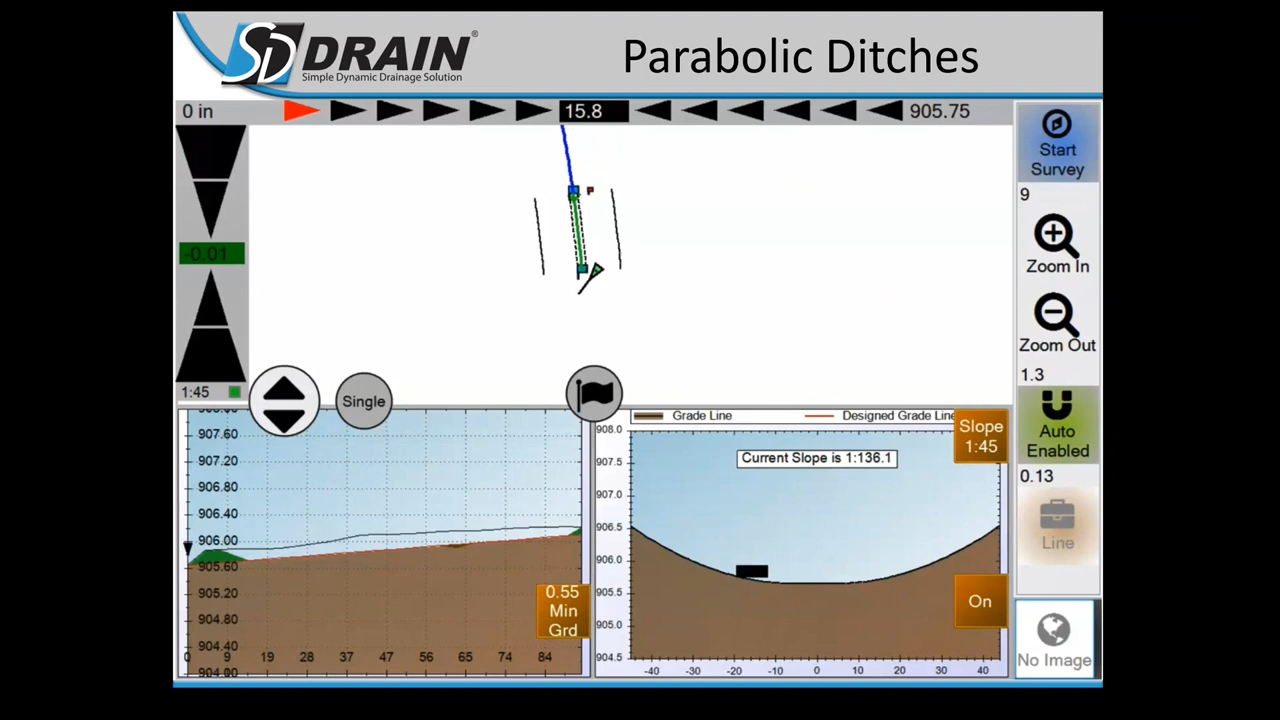 SD DRAIN®
Simple Dynamic Drainage Solution
Parabolic Ditches
0 in
15.8
905.75
Start
Survey
9
Zoom In
Zoom Out
1.3
Auto
Enabled
0.13
Line
No Image
-0.01
1:45
Single
907.60
907.20
906.80
906.40
906.00
905.60
905.20
904.80
904.40
0 9 19 28 37 47 56 65 74 84
0.55
Min
Grd
Grade Line
Designed Grade Line
Slope
1:45
Current Slope is 1:136.1
908.0
907.5
907.0
906.5
906.0
905.5
905.0
904.5
-40 -30 -20 -10 0 10 20 30 40
On